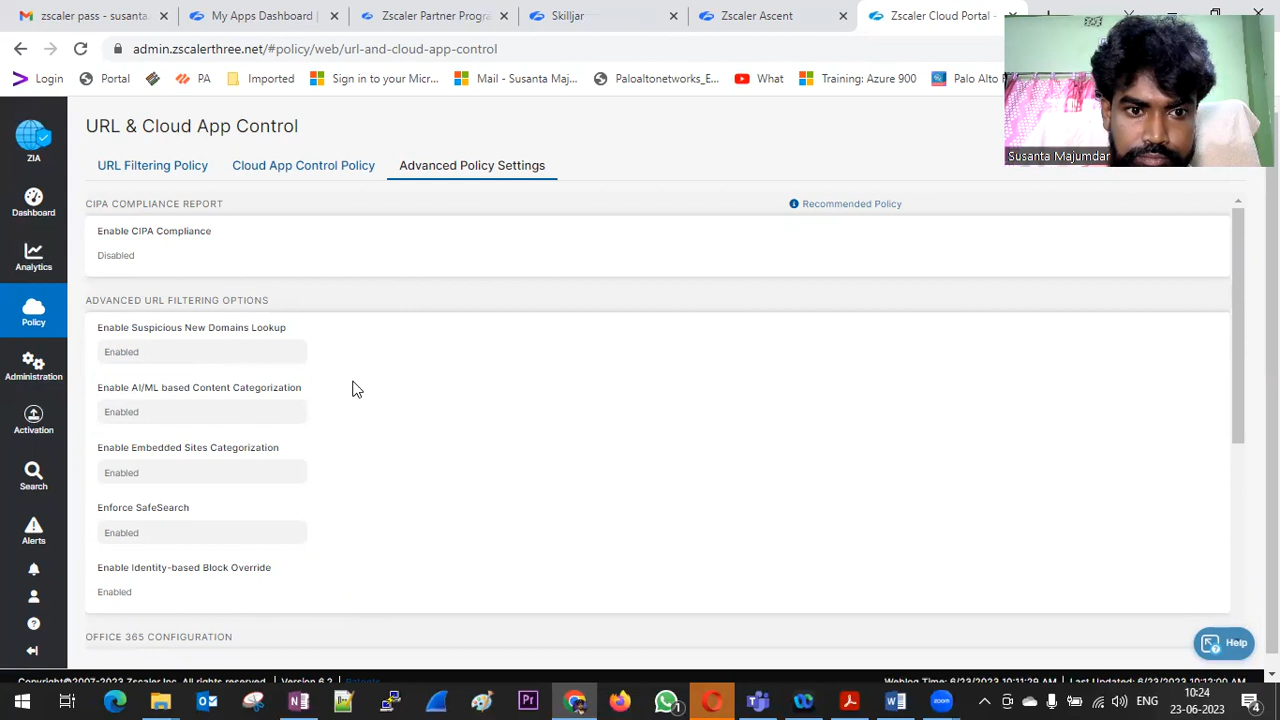 zscaler pass - susanta
My Apps Dashboard |
Zscaler Partner Progra
Skilljar
Zscaler Ascent
Zscaler Cloud Portal -
admin.zscalerthree.net/#policy/web/url-and-cloud-app-control
Login
Portal
PA
Imported
Sign in to your Micr...
Mail - Susanta Maj...
Paloaltonetworks_E...
What
Training: Azure 900
Palo Alto
Susanta Majumdar
ZIA
Dashboard
Analytics
Policy
Administration
Activation
Search
Alerts
URL & Cloud App Control
URL Filtering Policy
Cloud App Control Policy
Advanced Policy Settings
CIPA COMPLIANCE REPORT
Recommended Policy
Enable CIPA Compliance
Disabled
ADVANCED URL FILTERING OPTIONS
Enable Suspicious New Domains Lookup
Enabled
Enable AI/ML based Content Categorization
Enabled
Enable Embedded Sites Categorization
Enabled
Enforce SafeSearch
Enabled
Enable Identity-based Block Override
Enabled
OFFICE 365 CONFIGURATION
Help
Copyright©2007-2023 Zscaler Inc. All rights reserved.
Version 6.2
Patents
Weblog Time: 6/23/2023 10:11:29 AM
Last Updated: 6/23/2023 10:12:00 AM
ENG
10:24
23-06-2023
4